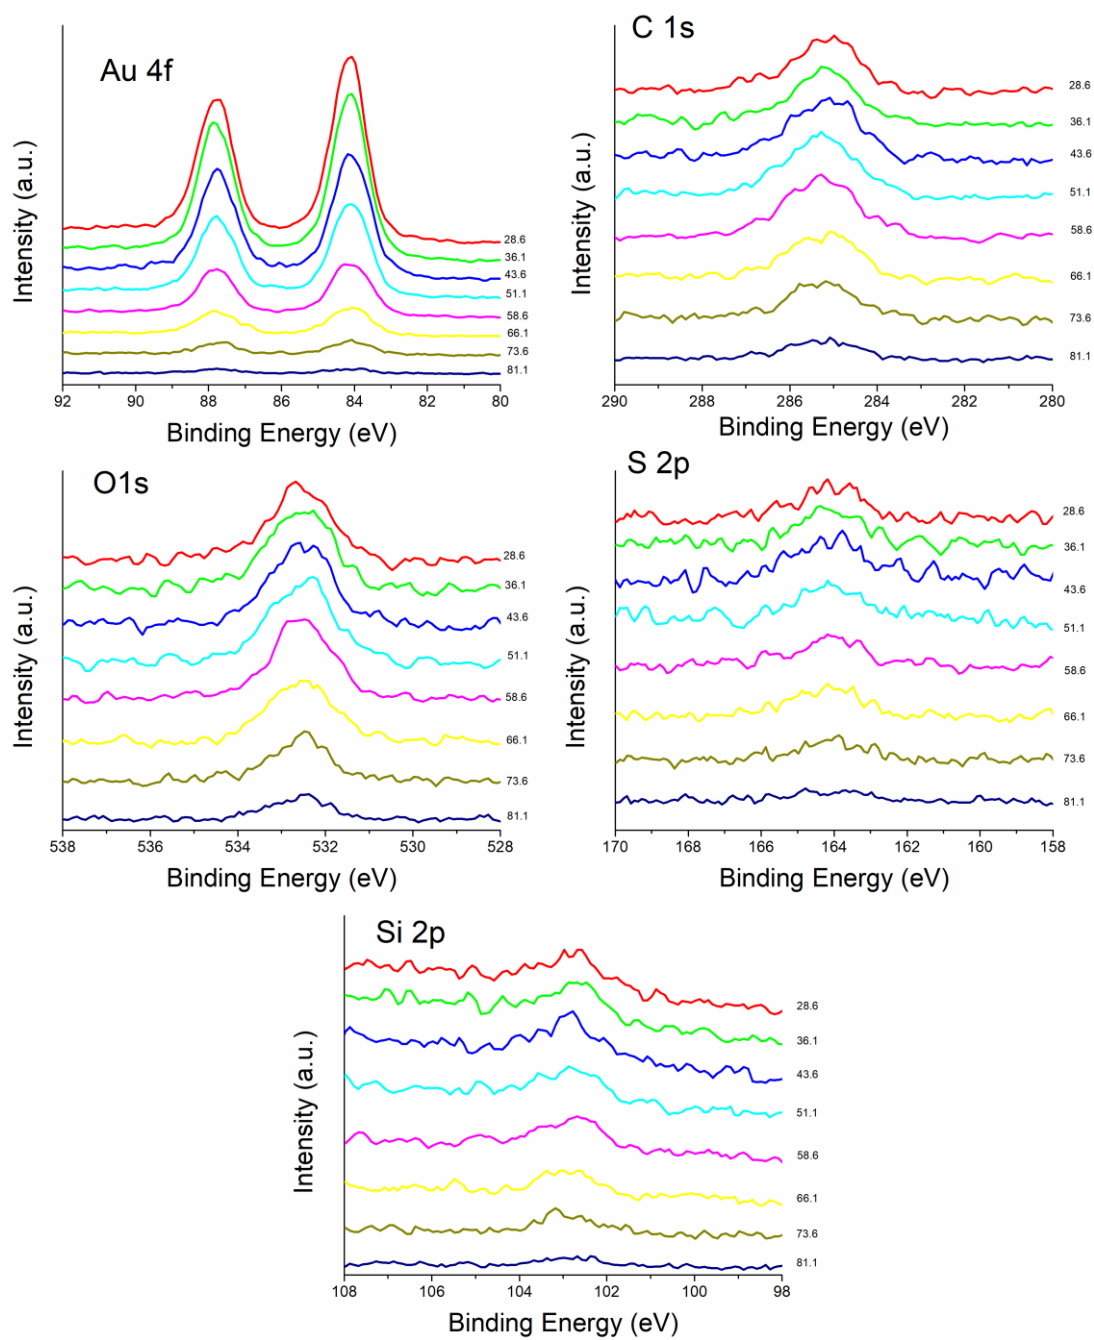 Au 4f
Intensity (a.u.)
28.6
36.1
43.6
51.1
58.6
66.1
73.6
81.1
92 90 88 86 84 82 80
Binding Energy (eV)
C 1s
Intensity (a.u.)
28.6
36.1
43.6
51.1
58.6
66.1
73.6
81.1
290 288 286 284 282 280
Binding Energy (eV)
O1s
Intensity (a.u.)
28.6
36.1
43.6
51.1
58.6
66.1
73.6
81.1
538 536 534 532 530 528
Binding Energy (eV)
S 2p
Intensity (a.u.)
28.6
36.1
43.6
51.1
58.6
66.1
73.6
81.1
170 168 166 164 162 160 158
Binding Energy (eV)
Si 2p
Intensity (a.u.)
28.6
36.1
43.6
51.1
58.6
66.1
73.6
81.1
108 106 104 102 100 98
Binding Energy (eV)